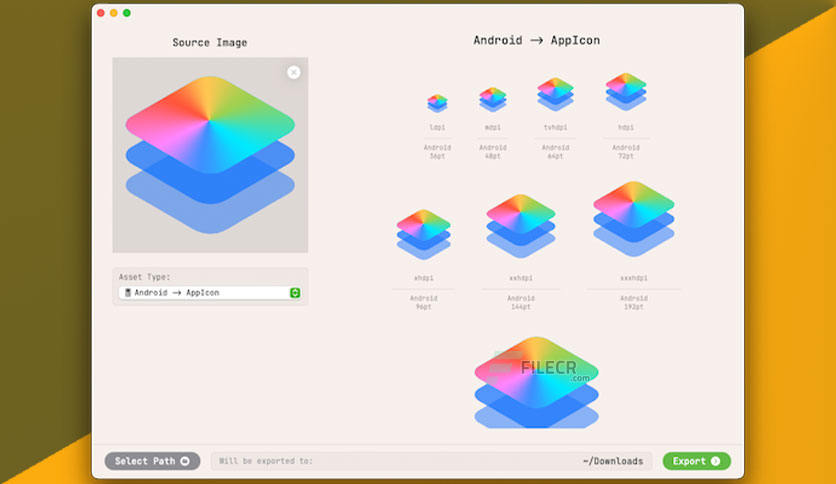 Source Image
Android → AppIcon
ldpi
mdpi
tvhdpi
hdpi
Android
36pt
Android
48pt
Android
64pt
Android
72pt
Asset Type:
Android → AppIcon
xhdpi
xxhdpi
xxxhdpi
Android
96pt
Android
144pt
Android
192pt
FILECR
.com
Select Path
Will be exported to:
~/Downloads
Export